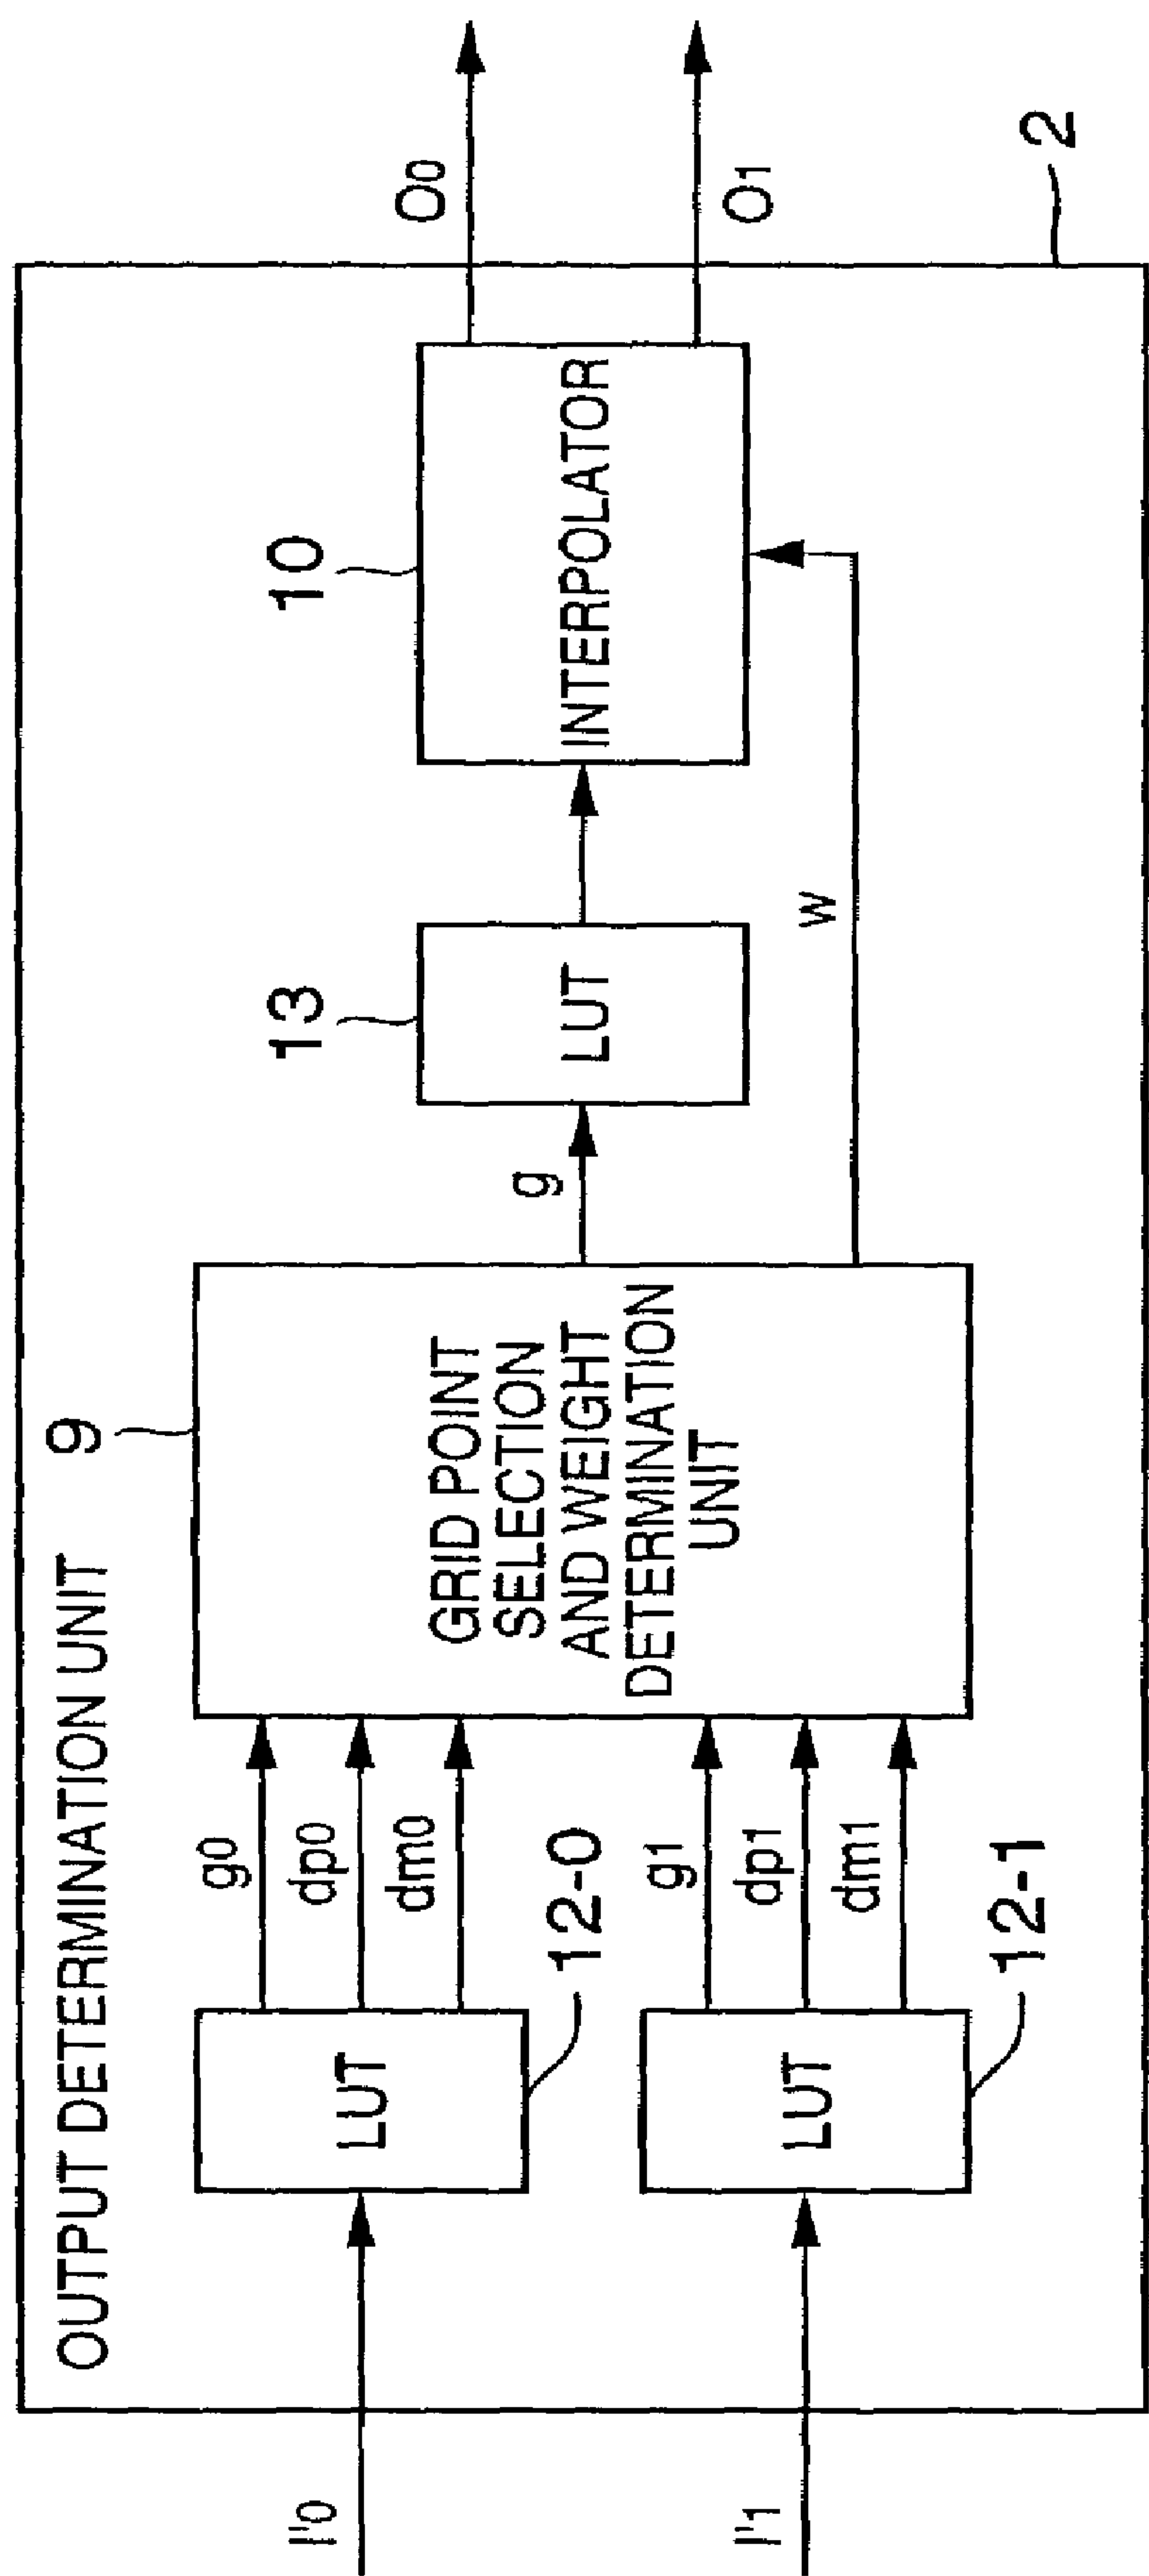 OUTPUT DETERMINATION UNIT
2
I'0
I'1
LUT
12-0
LUT
12-1
g0
dp0
dm0
g1
dp1
dm1
9
GRID POINT
SELECTION
AND WEIGHT
DETERMINATION
UNIT
g
w
13
LUT
10
INTERPOLATOR
O0
O1